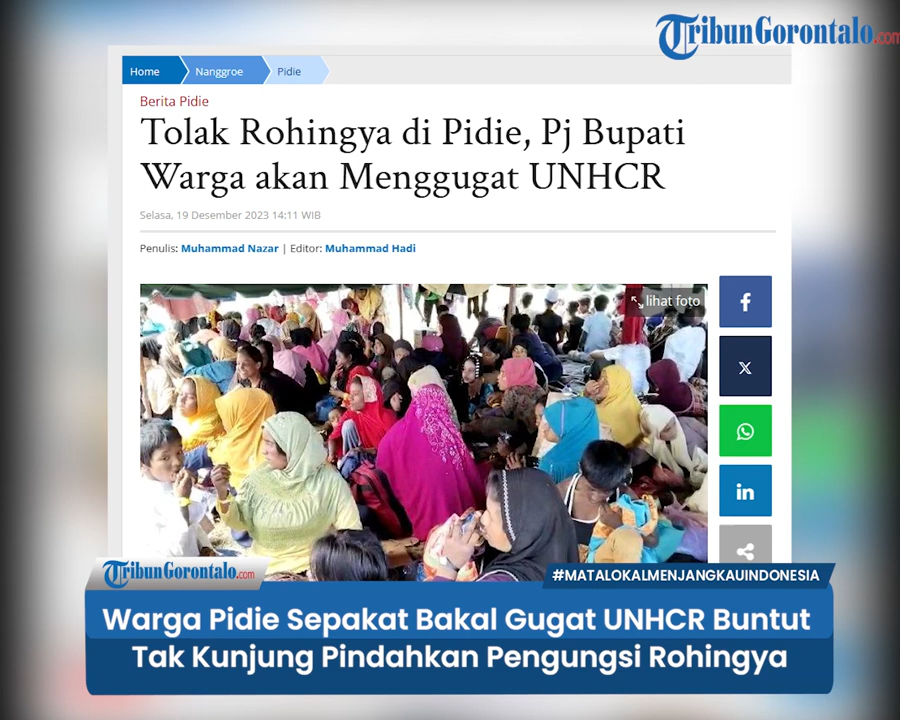 TribunGorontalo.com
Home Nanggroe Pidie
Berita Pidie
Tolak Rohingya di Pidie, Pj Bupati
Warga akan Menggugat UNHCR
Selasa, 19 Desember 2023 14:11 WIB
Penulis: Muhammad Nazar | Editor: Muhammad Hadi
lihat foto
TribunGorontalo.com
#MATALOKALMENJANGKAUINDONESIA
Warga Pidie Sepakat Bakal Gugat UNHCR Buntut
Tak Kunjung Pindahkan Pengungsi Rohingya